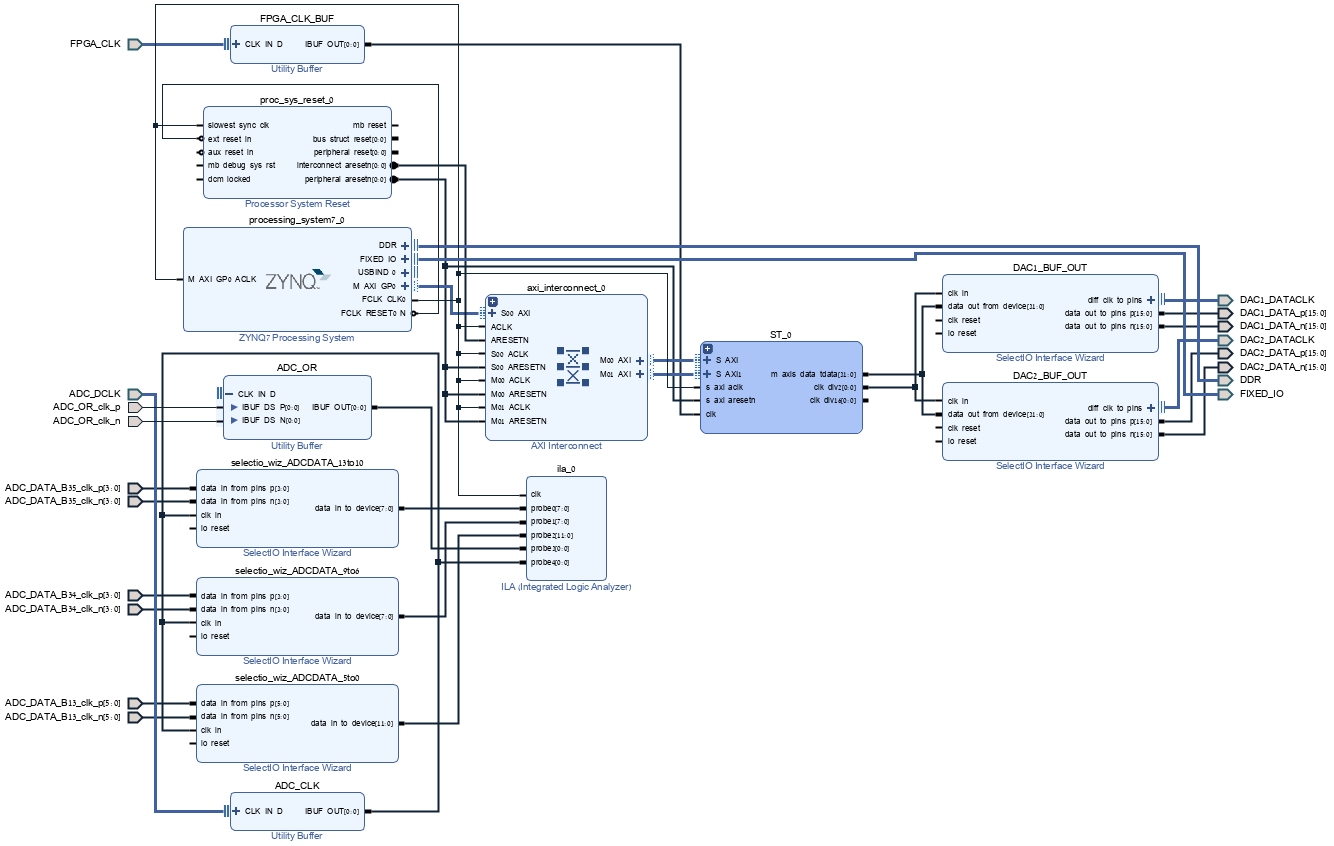 FPGA_CLK_BUF
FPGA_CLK
CLK IN D IBUF OUT[0:0]
Utility Buffer
proc_sys_reset_0
slowest sync clk mb reset
ext reset in bus struct reset[0:0]
aux reset in peripheral reset[0:0]
mb debug sys rst interconnect aresetn[0:0]
dcm locked peripheral aresetn[0:0]
Processor System Reset
processing_system7_0
DDR
FIXED IO
USBIND 0
M AXI GP0 ACLK ZYNQ M AXI GP0
FCLK CLK0
FCLK RESET0 N
ZYNQ7 Processing System
axi_interconnect_0
S00 AXI
ACLK
ARESETN
S00 ACLK
S00 ARESETN M00 AXI
M00 ACLK M01 AXI
M00 ARESETN
M01 ACLK
M01 ARESETN
AXI Interconnect
ST_0
S AXI
S AXI1 m axis data tdata[31:0]
s axi aclk clk div2[0:0]
s axi aresetn clk div16[0:0]
clk
DAC1_BUF_OUT
clk in diff clk to pins
data out from device[31:0] data out to pins p[15:0]
clk reset data out to pins n[15:0]
io reset
SelectIO Interface Wizard
DAC2_BUF_OUT
clk in diff clk to pins
data out from device[31:0] data out to pins p[15:0]
clk reset data out to pins n[15:0]
io reset
SelectIO Interface Wizard
DAC1_DATACLK
DAC1_DATA_p[15:0]
DAC1_DATA_n[15:0]
DAC2_DATACLK
DAC2_DATA_p[15:0]
DAC2_DATA_n[15:0]
DDR
FIXED_IO
ADC_OR
ADC_DCLK
ADC_OR_clk_p
ADC_OR_clk_n
CLK IN D
IBUF DS P[0:0] IBUF OUT[0:0]
IBUF DS N[0:0]
Utility Buffer
selectio_wiz_ADCDATA_13to10
ADC_DATA_B35_clk_p[3:0]
ADC_DATA_B35_clk_n[3:0]
data in from pins p[3:0]
data in from pins n[3:0] data in to device[7:0]
clk in
io reset
SelectIO Interface Wizard
selectio_wiz_ADCDATA_9to6
ADC_DATA_B34_clk_p[3:0]
ADC_DATA_B34_clk_n[3:0]
data in from pins p[3:0]
data in from pins n[3:0] data in to device[7:0]
clk in
io reset
SelectIO Interface Wizard
selectio_wiz_ADCDATA_5to0
ADC_DATA_B13_clk_p[5:0]
ADC_DATA_B13_clk_n[5:0]
data in from pins p[5:0]
data in from pins n[5:0] data in to device[11:0]
clk in
io reset
SelectIO Interface Wizard
ADC_CLK
CLK IN D IBUF OUT[0:0]
Utility Buffer
ila_0
clk
probe0[7:0]
probe1[7:0]
probe2[11:0]
probe3[0:0]
probe4[0:0]
ILA (Integrated Logic Analyzer)